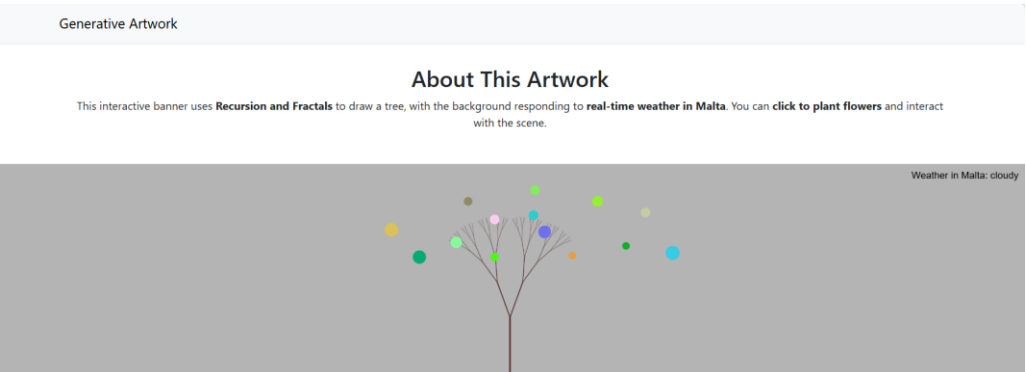 Generative Artwork
About This Artwork
This interactive banner uses Recursion and Fractals to draw a tree, with the background responding to real-time weather in Malta. You can click to plant flowers and interact
with the scene.
Weather in Malta: cloudy